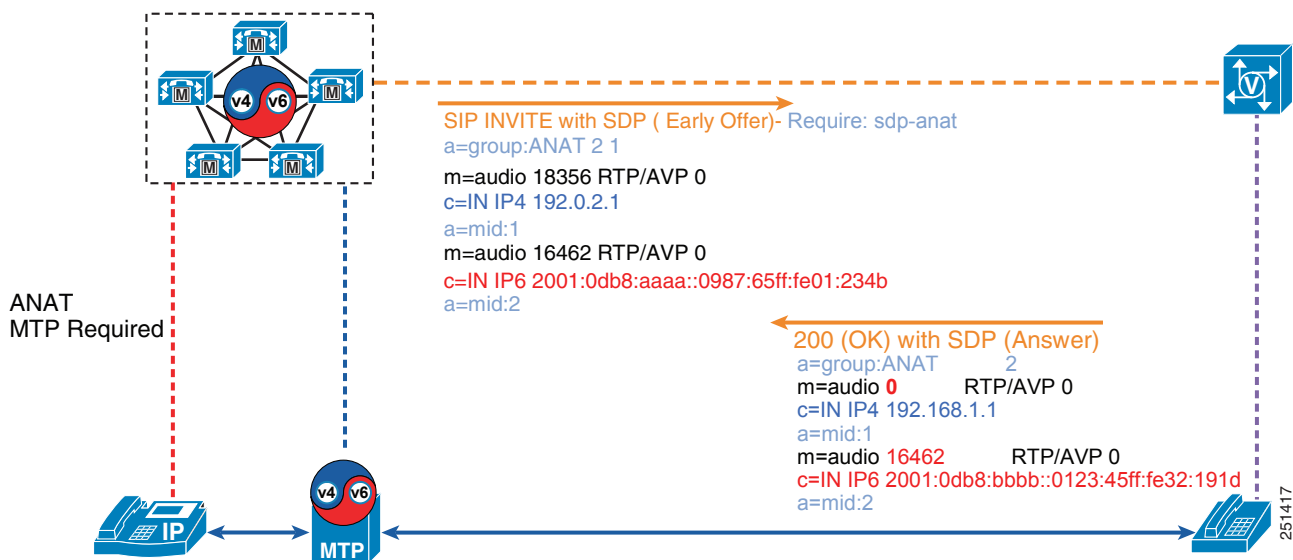 M
M
M
M
M
v4
v6
V
SIP INVITE with SDP ( Early Offer)- Require: sdp-anat
a=group:ANAT 2 1
m=audio 18356 RTP/AVP 0
c=IN IP4 192.0.2.1
a=mid:1
m=audio 16462 RTP/AVP 0
c=IN IP6 2001:0db8:aaaa::0987:65ff:fe01:234b
a=mid:2
ANAT
MTP Required
200 (OK) with SDP (Answer)
a=group:ANAT 2
m=audio 0 RTP/AVP 0
c=IN IP4 192.168.1.1
a=mid:1
m=audio 16462 RTP/AVP 0
c=IN IP6 2001:0db8:bbbb::0123:45ff:fe32:191d
a=mid:2
IP
v4
v6
MTP
251417